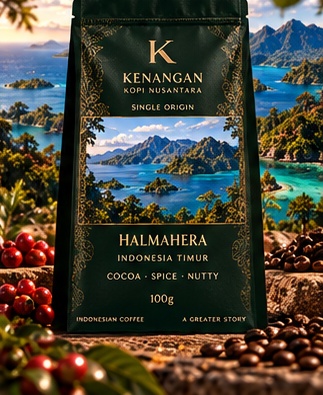 K
KENANGAN
KOPI NUSANTARA
SINGLE ORIGIN
HALMAHERA
INDONESIA TIMUR
COCOA · SPICE · NUTTY
100g
INDONESIAN COFFEE
A GREATER STORY